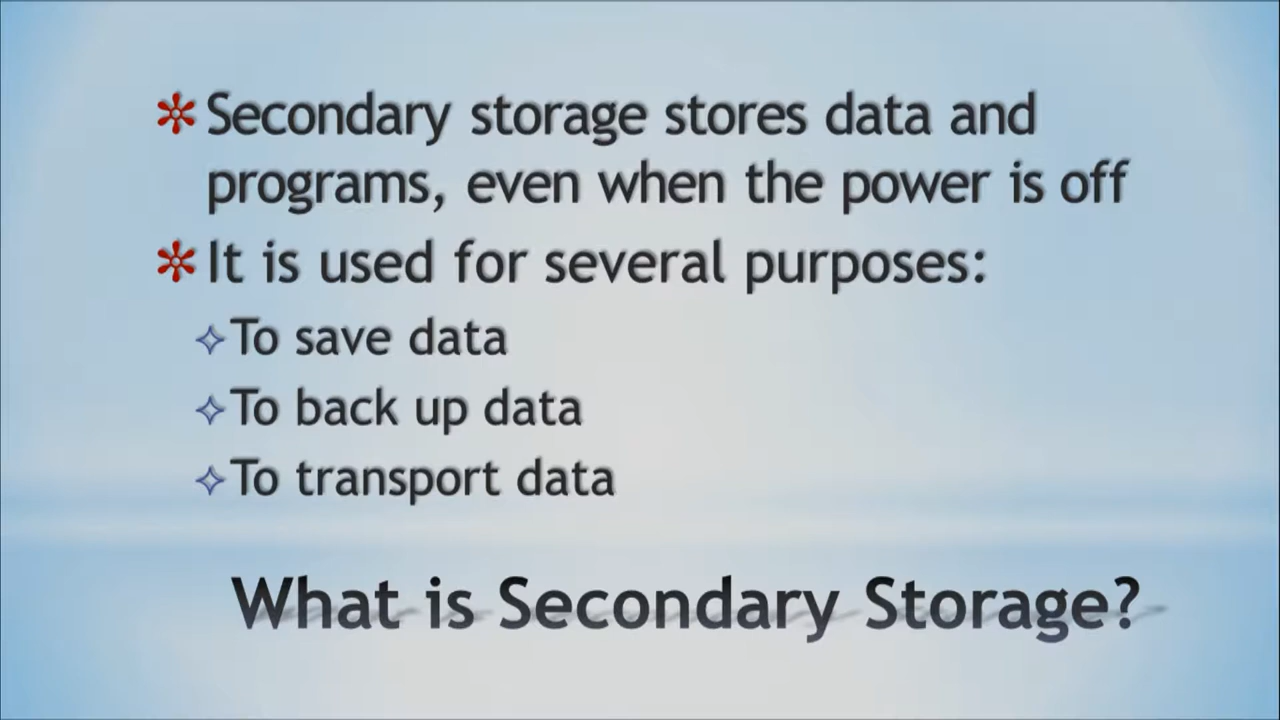 Secondary storage stores data and
programs, even when the power is off
It is used for several purposes:
To save data
To back up data
To transport data
What is Secondary Storage?